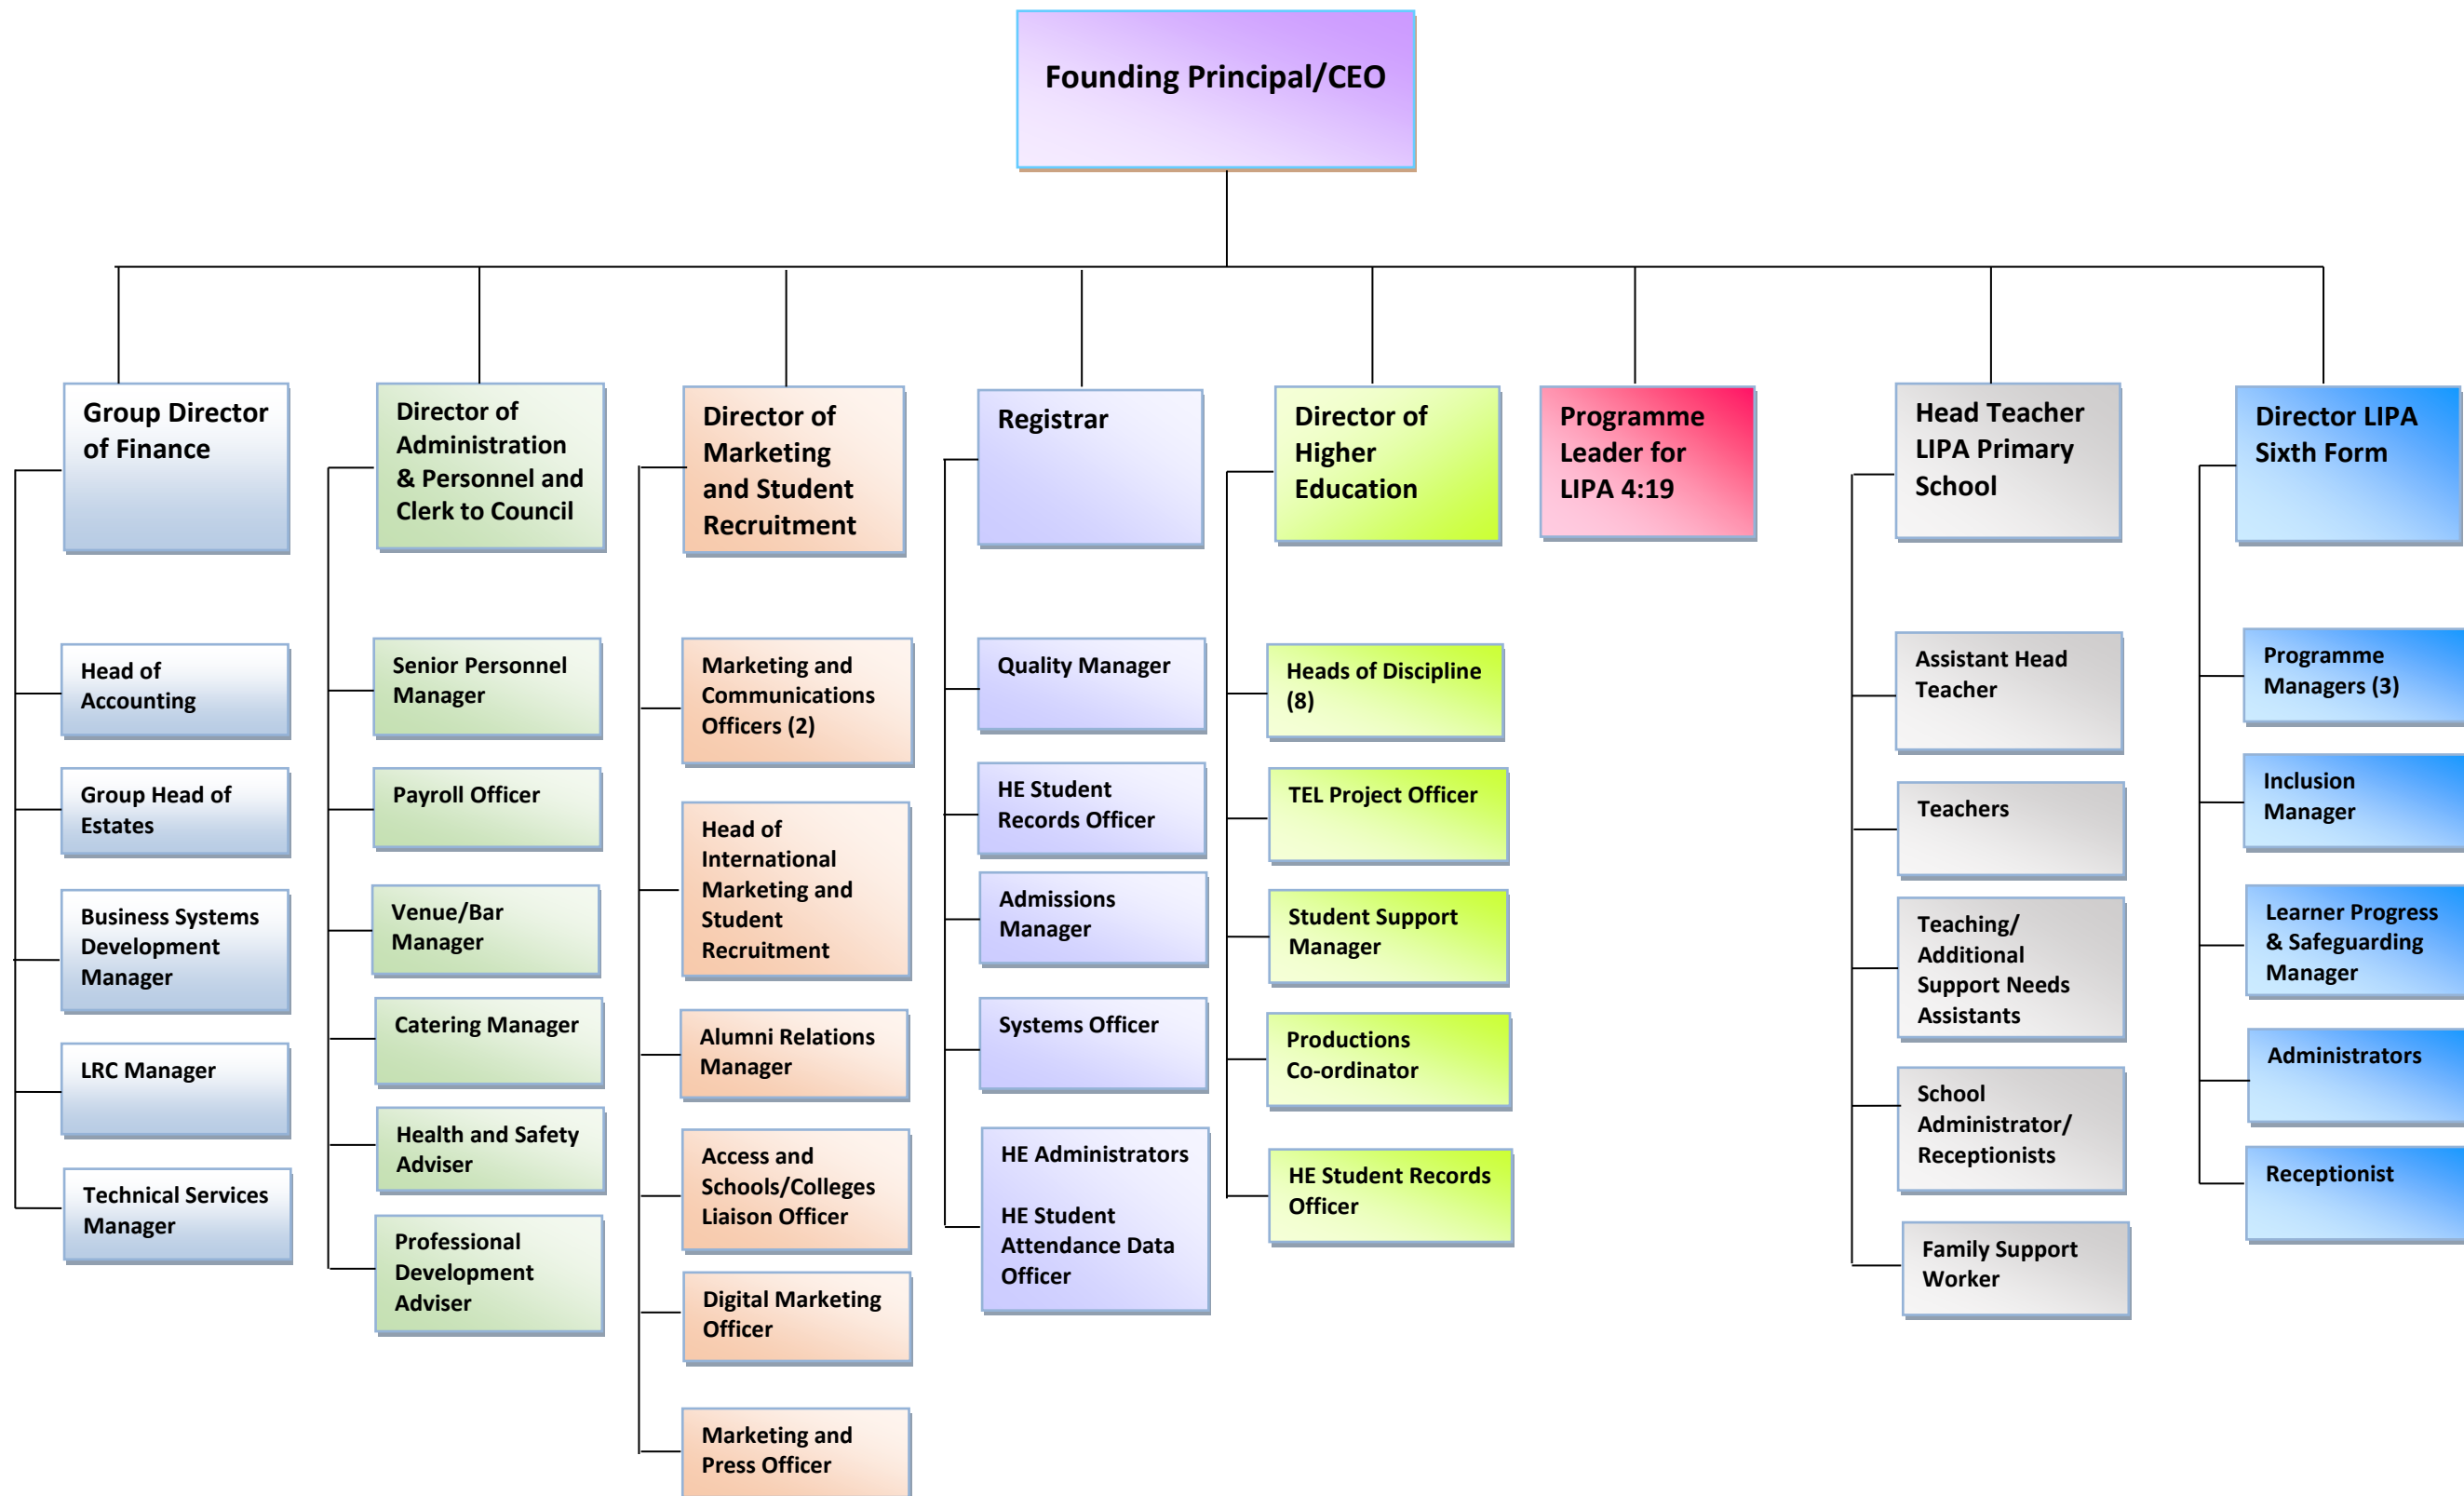 Founding Principal/CEO
Group Director
of Finance
Head of
Accounting
Group Head of
Estates
Business Systems
Development
Manager
LRC Manager
Technical Services
Manager
Director of
Administration
& Personnel and
Clerk to Council
Senior Personnel
Manager
Payroll Officer
Venue/Bar
Manager
Catering Manager
Health and Safety
Adviser
Professional
Development
Adviser
Director of
Marketing
and Student
Recruitment
Marketing and
Communications
Officers (2)
Head of
International
Marketing and
Student
Recruitment
Alumni Relations
Manager
Access and
Schools/Colleges
Liaison Officer
Digital Marketing
Officer
Marketing and
Press Officer
Registrar
Quality Manager
HE Student
Records Officer
Admissions
Manager
Systems Officer
HE Administrators
HE Student
Attendance Data
Officer
Director of
Higher
Education
Heads of Discipline
(8)
TEL Project Officer
Student Support
Manager
Productions
Co-ordinator
HE Student Records
Officer
Programme
Leader for
LIPA 4:19
Head Teacher
LIPA Primary
School
Assistant Head
Teacher
Teachers
Teaching/
Additional
Support Needs
Assistants
School
Administrator/
Receptionists
Family Support
Worker
Director LIPA
Sixth Form
Programme
Managers (3)
Inclusion
Manager
Learner Progress
& Safeguarding
Manager
Administrators
Receptionist